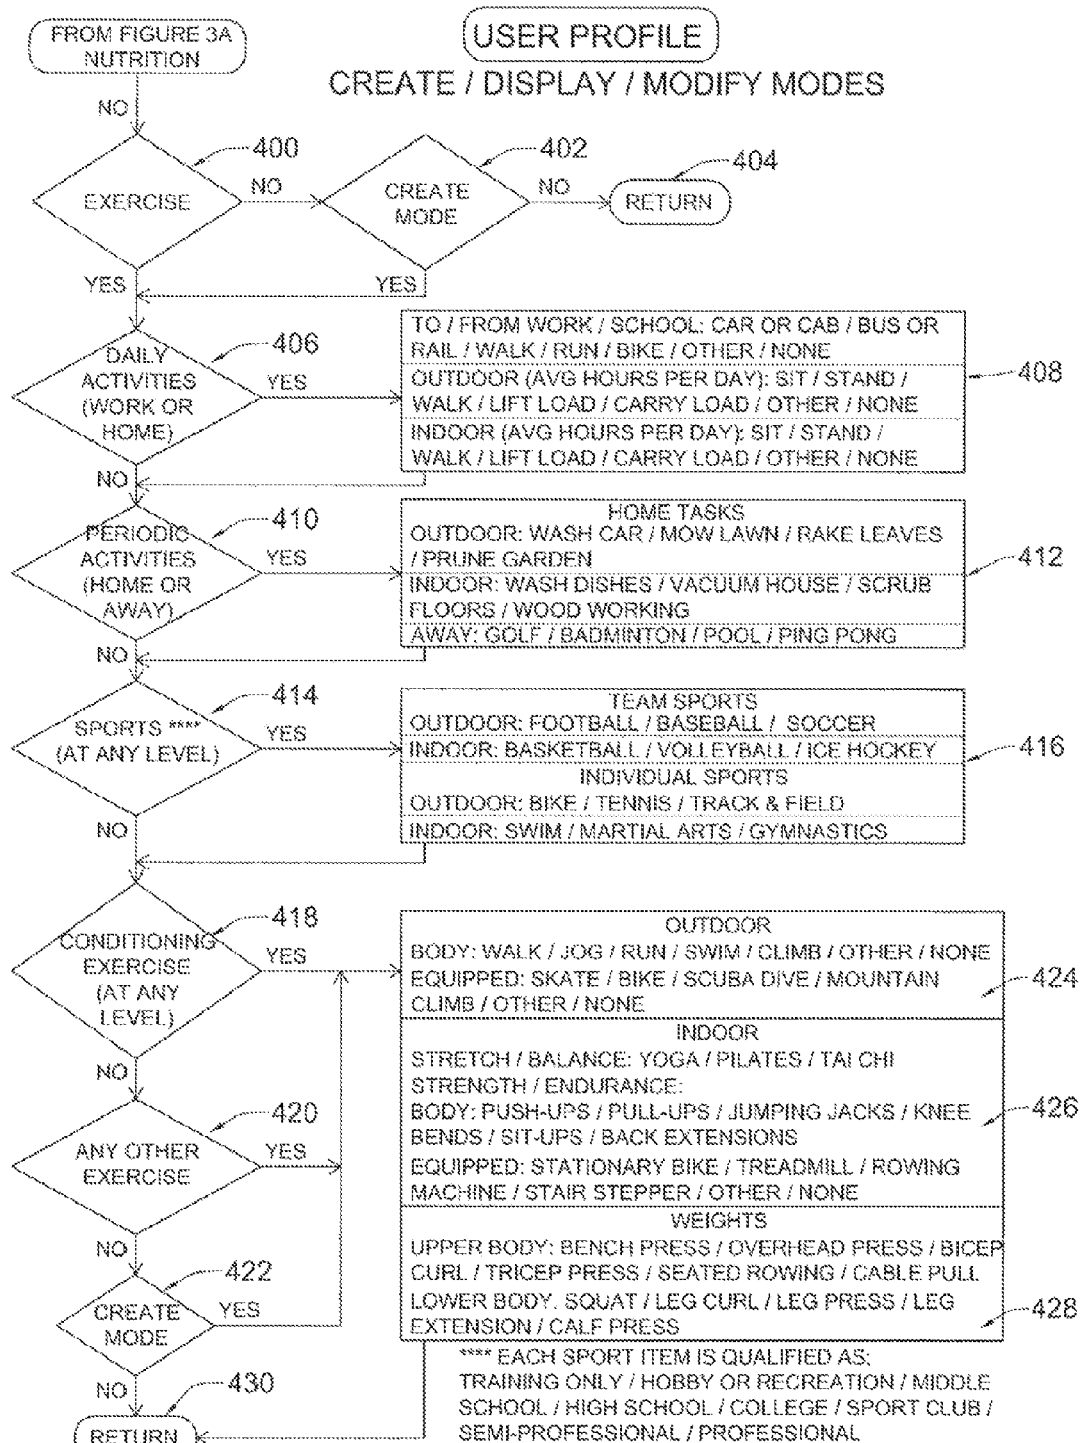 FROM FIGURE 3A
NUTRITION
USER PROFILE
CREATE / DISPLAY / MODIFY MODES
NO
400
402
404
EXERCISE
NO
CREATE
MODE
NO
RETURN
YES
YES
406
DAILY
ACTIVITIES
(WORK OR
HOME)
YES
TO / FROM WORK / SCHOOL: CAR OR CAB / BUS OR
RAIL / WALK / RUN / BIKE / OTHER / NONE
OUTDOOR (AVG HOURS PER DAY): SIT / STAND /
WALK / LIFT LOAD / CARRY LOAD / OTHER / NONE
INDOOR (AVG HOURS PER DAY): SIT / STAND /
WALK / LIFT LOAD / CARRY LOAD / OTHER / NONE
408
NO
410
PERIODIC
ACTIVITIES
(HOME OR
AWAY)
YES
HOME TASKS
OUTDOOR: WASH CAR / MOW LAWN / RAKE LEAVES
/ PRUNE GARDEN
INDOOR: WASH DISHES / VACUUM HOUSE / SCRUB
FLOORS / WOOD WORKING
AWAY: GOLF / BADMINTON / POOL / PING PONG
412
NO
414
SPORTS ****
(AT ANY LEVEL)
YES
TEAM SPORTS
OUTDOOR: FOOTBALL / BASEBALL / SOCCER
INDOOR: BASKETBALL / VOLLEYBALL / ICE HOCKEY
INDIVIDUAL SPORTS
OUTDOOR: BIKE / TENNIS / TRACK & FIELD
INDOOR: SWIM / MARTIAL ARTS / GYMNASTICS
416
NO
418
CONDITIONING
EXERCISE
(AT ANY
LEVEL)
YES
OUTDOOR
BODY: WALK / JOG / RUN / SWIM / CLIMB / OTHER / NONE
EQUIPPED: SKATE / BIKE / SCUBA DIVE / MOUNTAIN
CLIMB / OTHER / NONE
424
NO
420
ANY OTHER
EXERCISE
YES
INDOOR
STRETCH / BALANCE: YOGA / PILATES / TAI CHI
STRENGTH / ENDURANCE:
BODY: PUSH-UPS / PULL-UPS / JUMPING JACKS / KNEE
BENDS / SIT-UPS / BACK EXTENSIONS
EQUIPPED: STATIONARY BIKE / TREADMILL / ROWING
MACHINE / STAIR STEPPER / OTHER / NONE
426
NO
422
CREATE
MODE
YES
WEIGHTS
UPPER BODY: BENCH PRESS / OVERHEAD PRESS / BICEP
CURL / TRICEP PRESS / SEATED ROWING / CABLE PULL
LOWER BODY. SQUAT / LEG CURL / LEG PRESS / LEG
EXTENSION / CALF PRESS
428
NO
430
RETURN
**** EACH SPORT ITEM IS QUALIFIED AS:
TRAINING ONLY / HOBBY OR RECREATION / MIDDLE
SCHOOL / HIGH SCHOOL / COLLEGE / SPORT CLUB /
SEMI-PROFESSIONAL / PROFESSIONAL